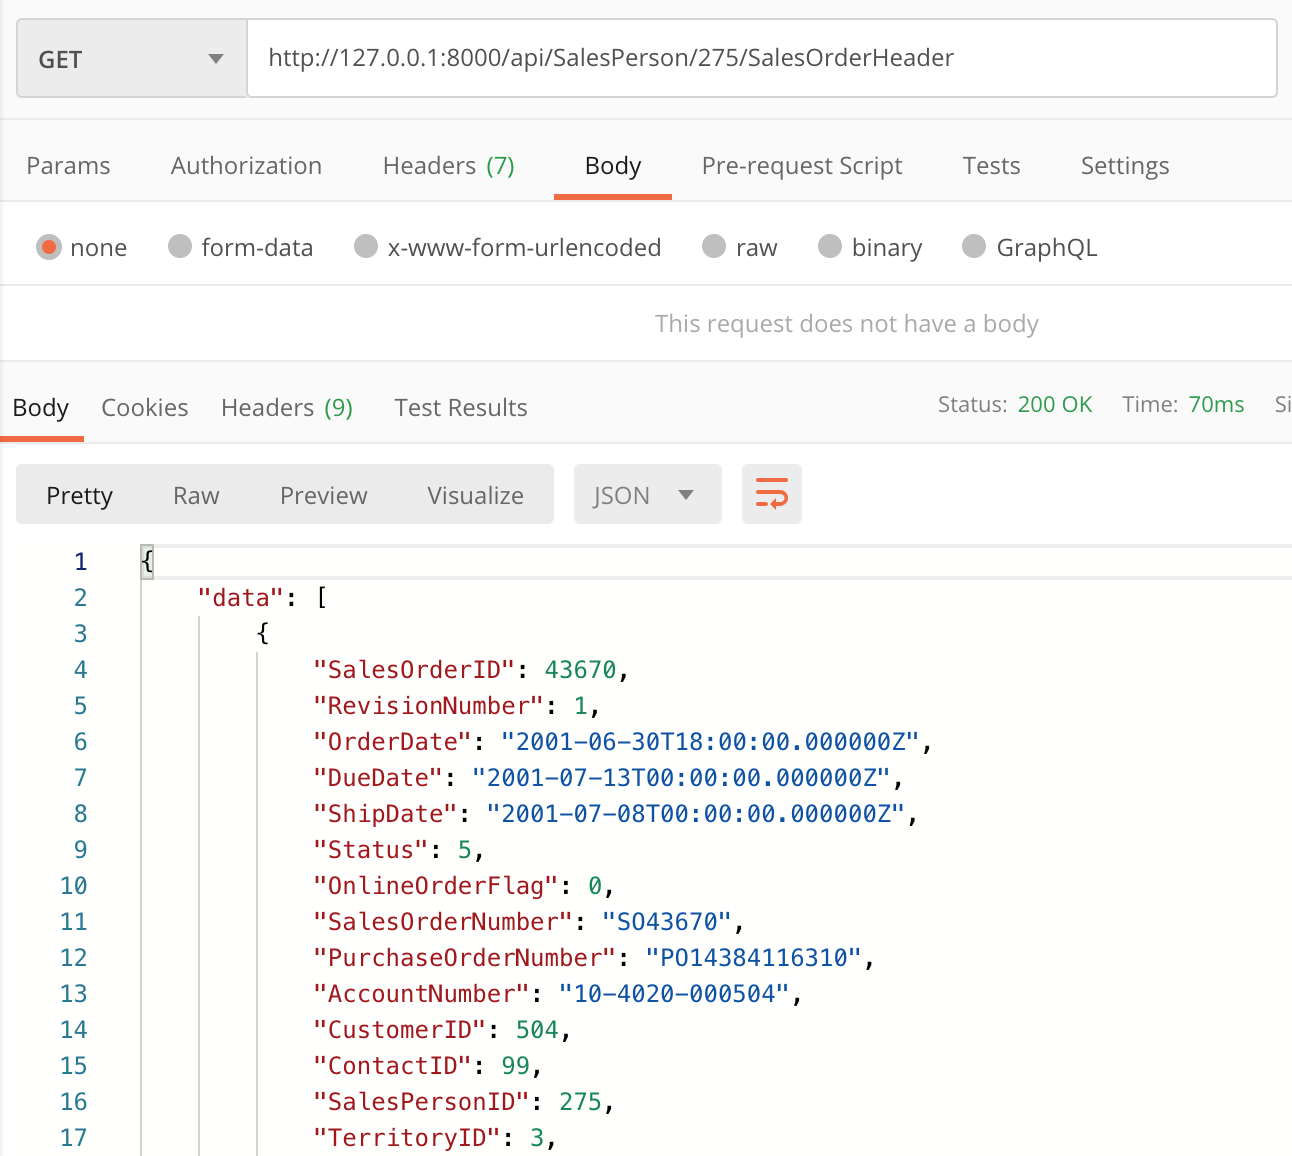 GET http://127.0.0.1:8000/api/SalesPerson/275/SalesOrderHeader
Params Authorization Headers (7) Body Pre-request Script Tests Settings
none form-data x-www-form-urlencoded raw binary GraphQL
This request does not have a body
Body Cookies Headers (9) Test Results Status: 200 OK Time: 70ms Si
Pretty Raw Preview Visualize JSON
1 {
2 "data": [
3 {
4 "SalesOrderID": 43670,
5 "RevisionNumber": 1,
6 "OrderDate": "2001-06-30T18:00:00.000000Z",
7 "DueDate": "2001-07-13T00:00:00.000000Z",
8 "ShipDate": "2001-07-08T00:00:00.000000Z",
9 "Status": 5,
10 "OnlineOrderFlag": 0,
11 "SalesOrderNumber": "SO43670",
12 "PurchaseOrderNumber": "PO14384116310",
13 "AccountNumber": "10-4020-000504",
14 "CustomerID": 504,
15 "ContactID": 99,
16 "SalesPersonID": 275,
17 "TerritoryID": 3,